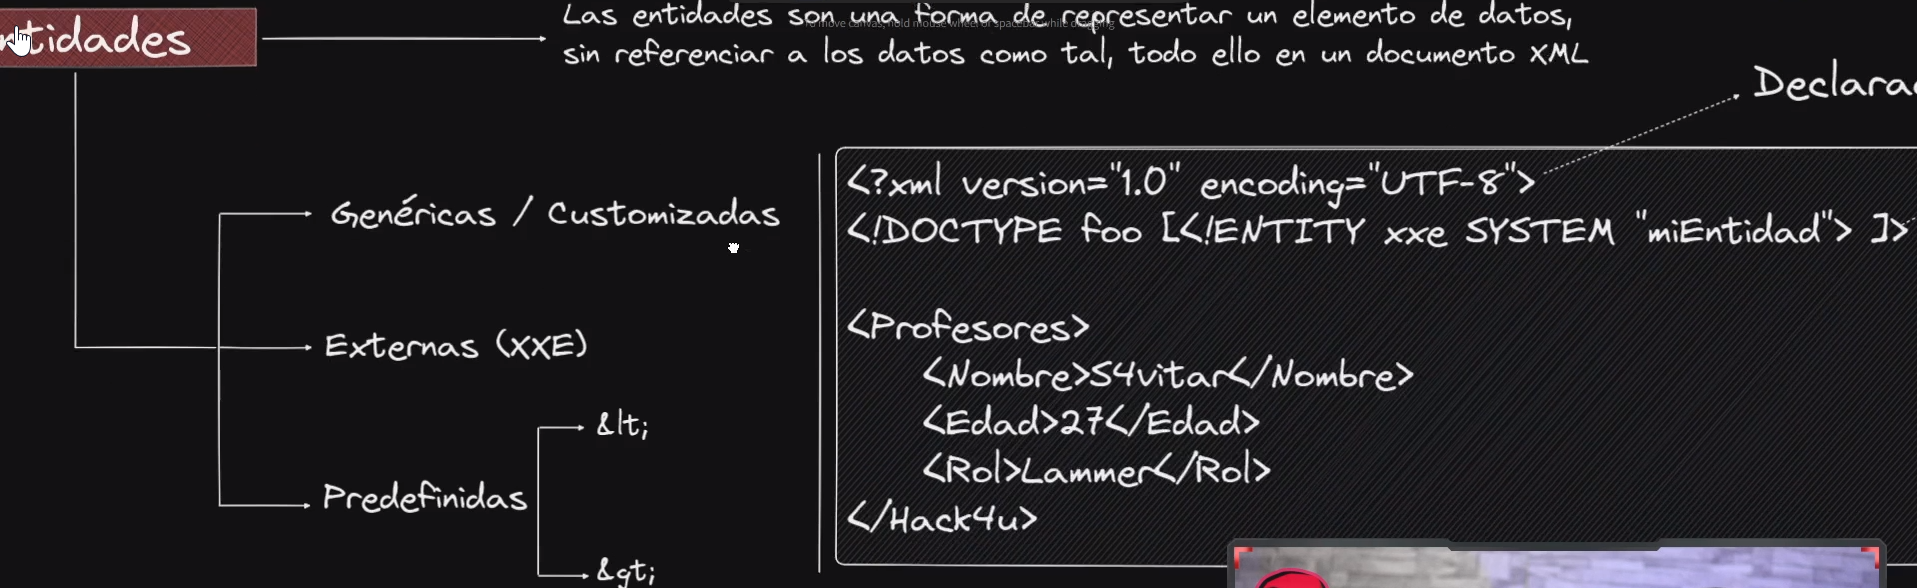 ntidades
Las entidades son una forma de representar un elemento de datos,
sin referenciar a los datos como tal, todo ello en un documento XML
To move canvas, hold mouse wheel or spacebar while dragging
Declarac
Genéricas / Customizadas
Externas (XXE)
Predefinidas
&lt;
&gt;
<?xml version="1.0" encoding="UTF-8">
<!DOCTYPE foo [<!ENTITY xxe SYSTEM "miEntidad"> ]>
<Profesores>
<Nombre>S4vitar</Nombre>
<Edad>27</Edad>
<Rol>Lammer</Rol>
</Hack4u>